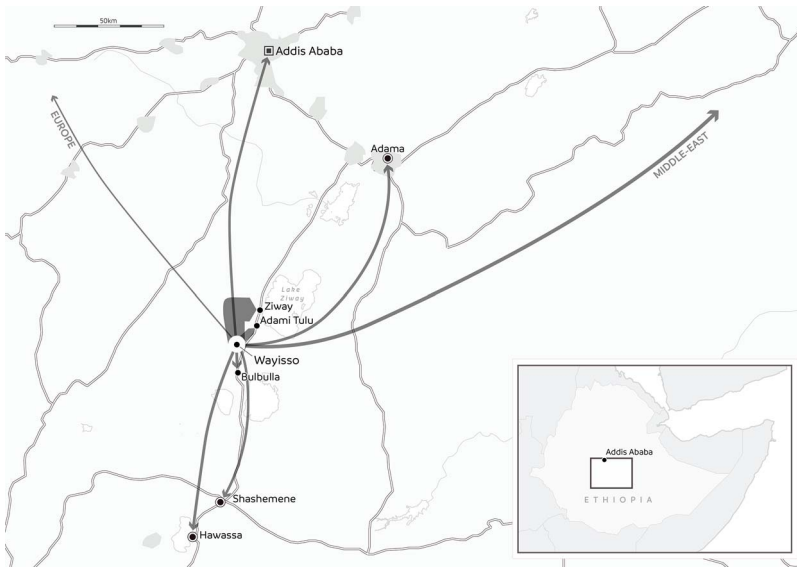 50km
Addis Ababa
EUROPE
Adama
MIDDLE-EAST
Lake
Ziway
Ziway
Adami Tulu
Wayisso
Bulbulla
Shashemene
Hawassa
Addis Ababa
ETHIOPIA